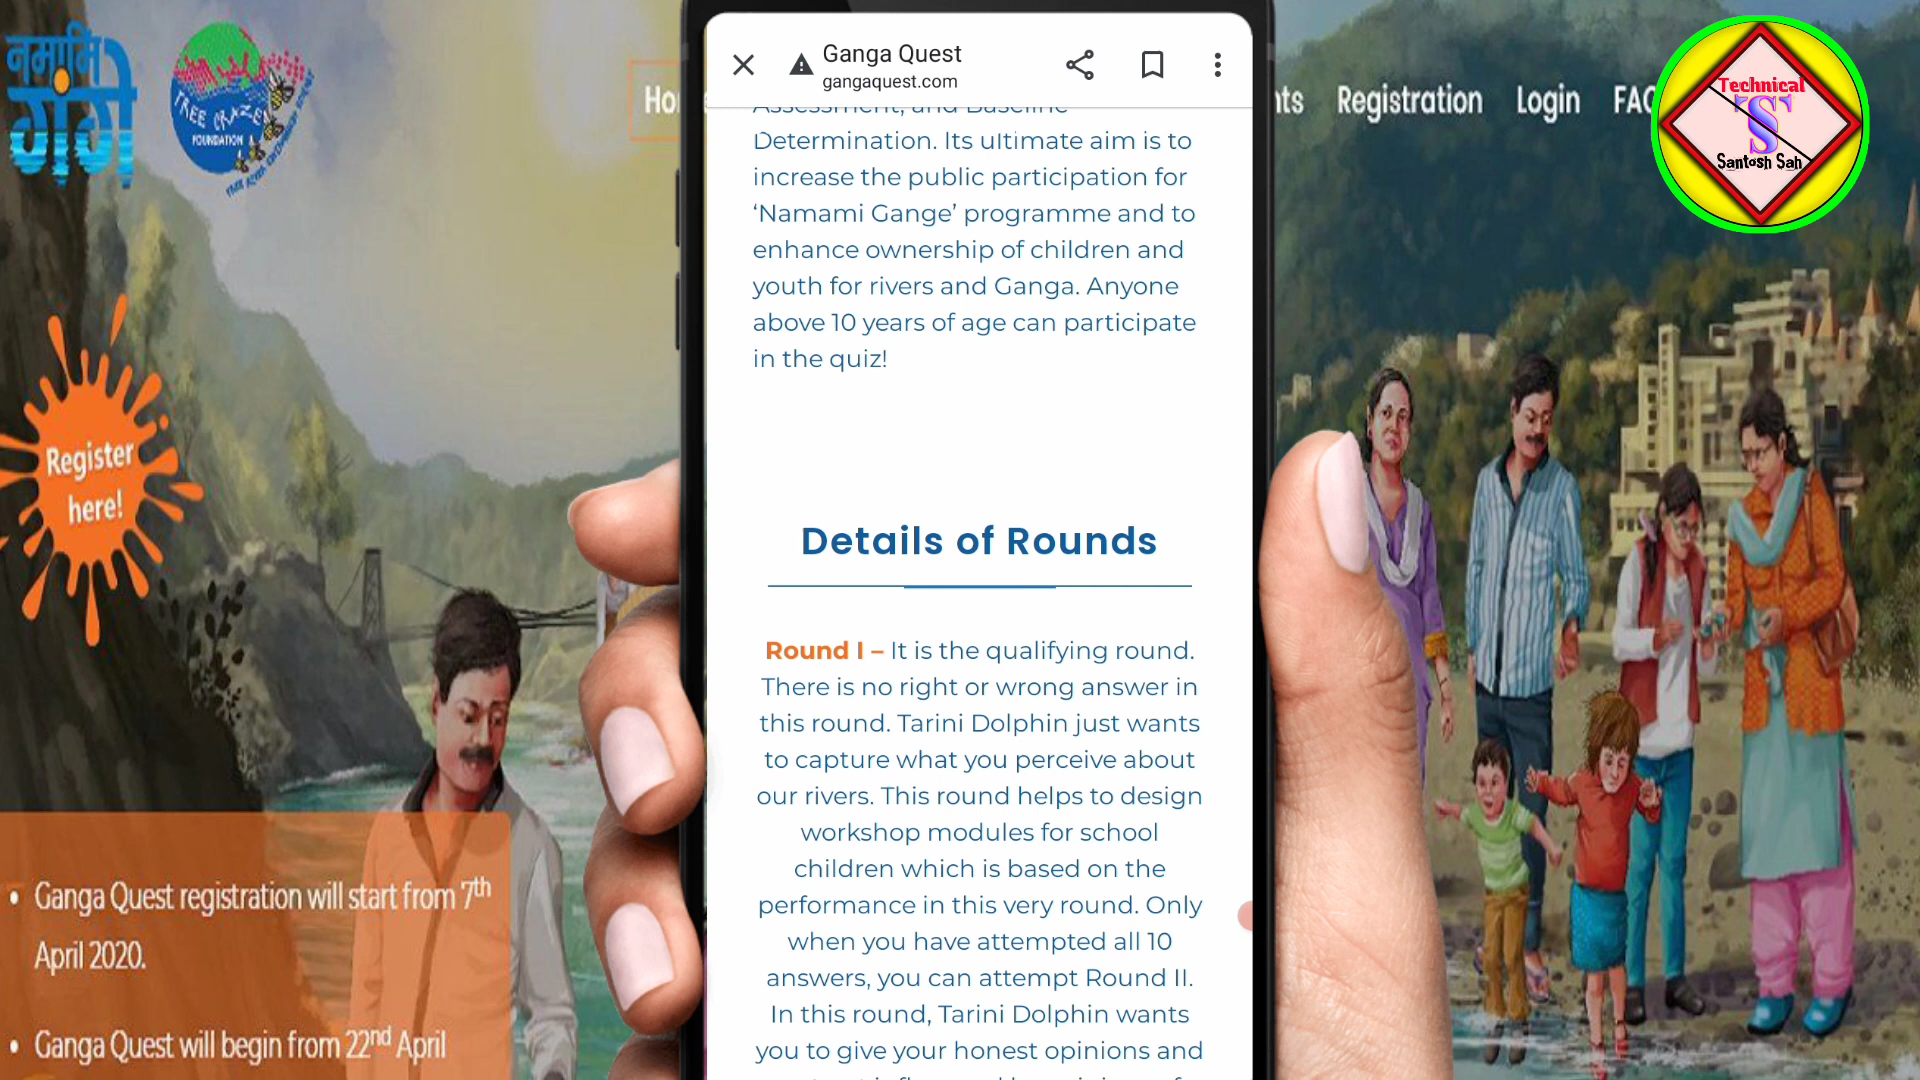 नमामि
गंगे
TREE CRAZE
FOUNDATION
Register
here!
Ganga Quest registration will start from 7th
April 2020.
Ganga Quest will begin from 22nd April
Registration
Login
Ganga Quest
gangaquest.com
Assessment, and Baseline
Determination. Its ultimate aim is to
increase the public participation for
‘Namami Gange’ programme and to
enhance ownership of children and
youth for rivers and Ganga. Anyone
above 10 years of age can participate
in the quiz!
Details of Rounds
Round I – It is the qualifying round.
There is no right or wrong answer in
this round. Tarini Dolphin just wants
to capture what you perceive about
our rivers. This round helps to design
workshop modules for school
children which is based on the
performance in this very round. Only
when you have attempted all 10
answers, you can attempt Round II.
In this round, Tarini Dolphin wants
you to give your honest opinions and
Technical
S
Santosh Sah